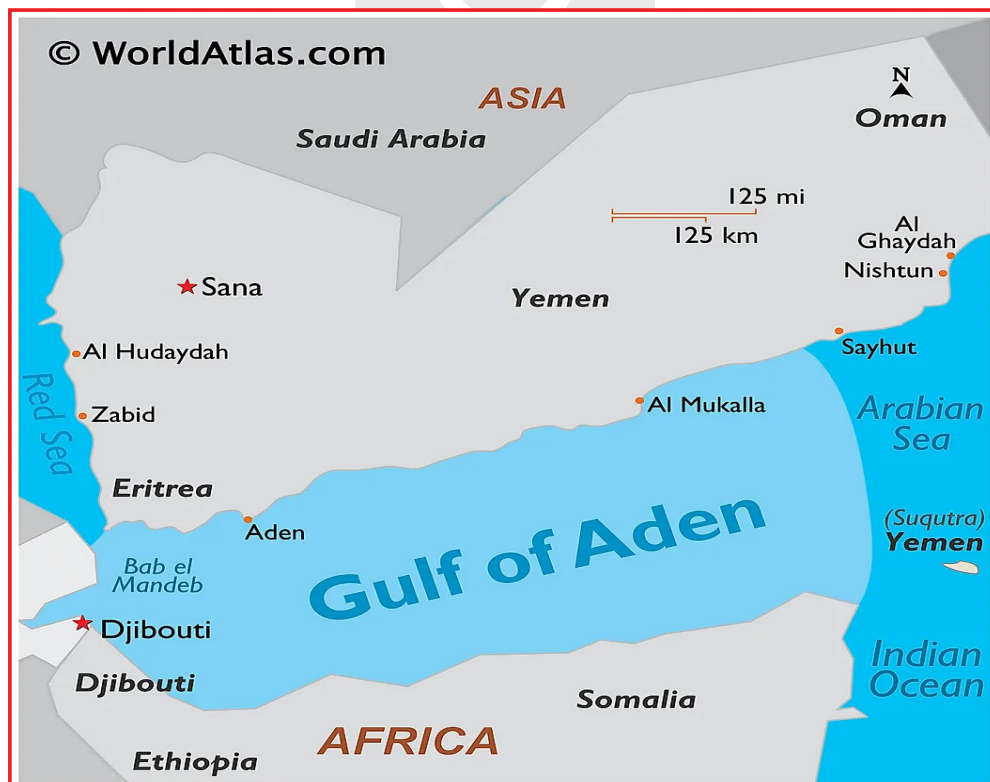 © WorldAtlas.com
ASIA
N
Oman
Saudi Arabia
125 mi
125 km
Al
Ghaydah
Nishtun
Sana
Yemen
Sayhut
Al Hudaydah
Red Sea
Zabid
Al Mukalla
Arabian
Sea
Eritrea
Aden
Gulf of Aden
(Suqutra)
Yemen
Bab el
Mandeb
Djibouti
Djibouti
Somalia
Indian
Ocean
AFRICA
Ethiopia